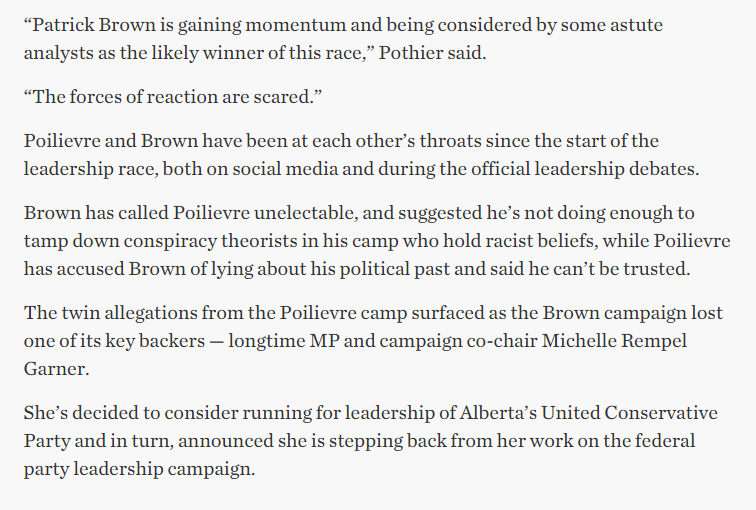 “Patrick Brown is gaining momentum and being considered by some astute
analysts as the likely winner of this race,” Pothier said.
“The forces of reaction are scared.”
Poilievre and Brown have been at each other’s throats since the start of the
leadership race, both on social media and during the official leadership debates.
Brown has called Poilievre unelectable, and suggested he’s not doing enough to
tamp down conspiracy theorists in his camp who hold racist beliefs, while Poilievre
has accused Brown of lying about his political past and said he can’t be trusted.
The twin allegations from the Poilievre camp surfaced as the Brown campaign lost
one of its key backers — longtime MP and campaign co-chair Michelle Rempel
Garner.
She’s decided to consider running for leadership of Alberta’s United Conservative
Party and in turn, announced she is stepping back from her work on the federal
party leadership campaign.